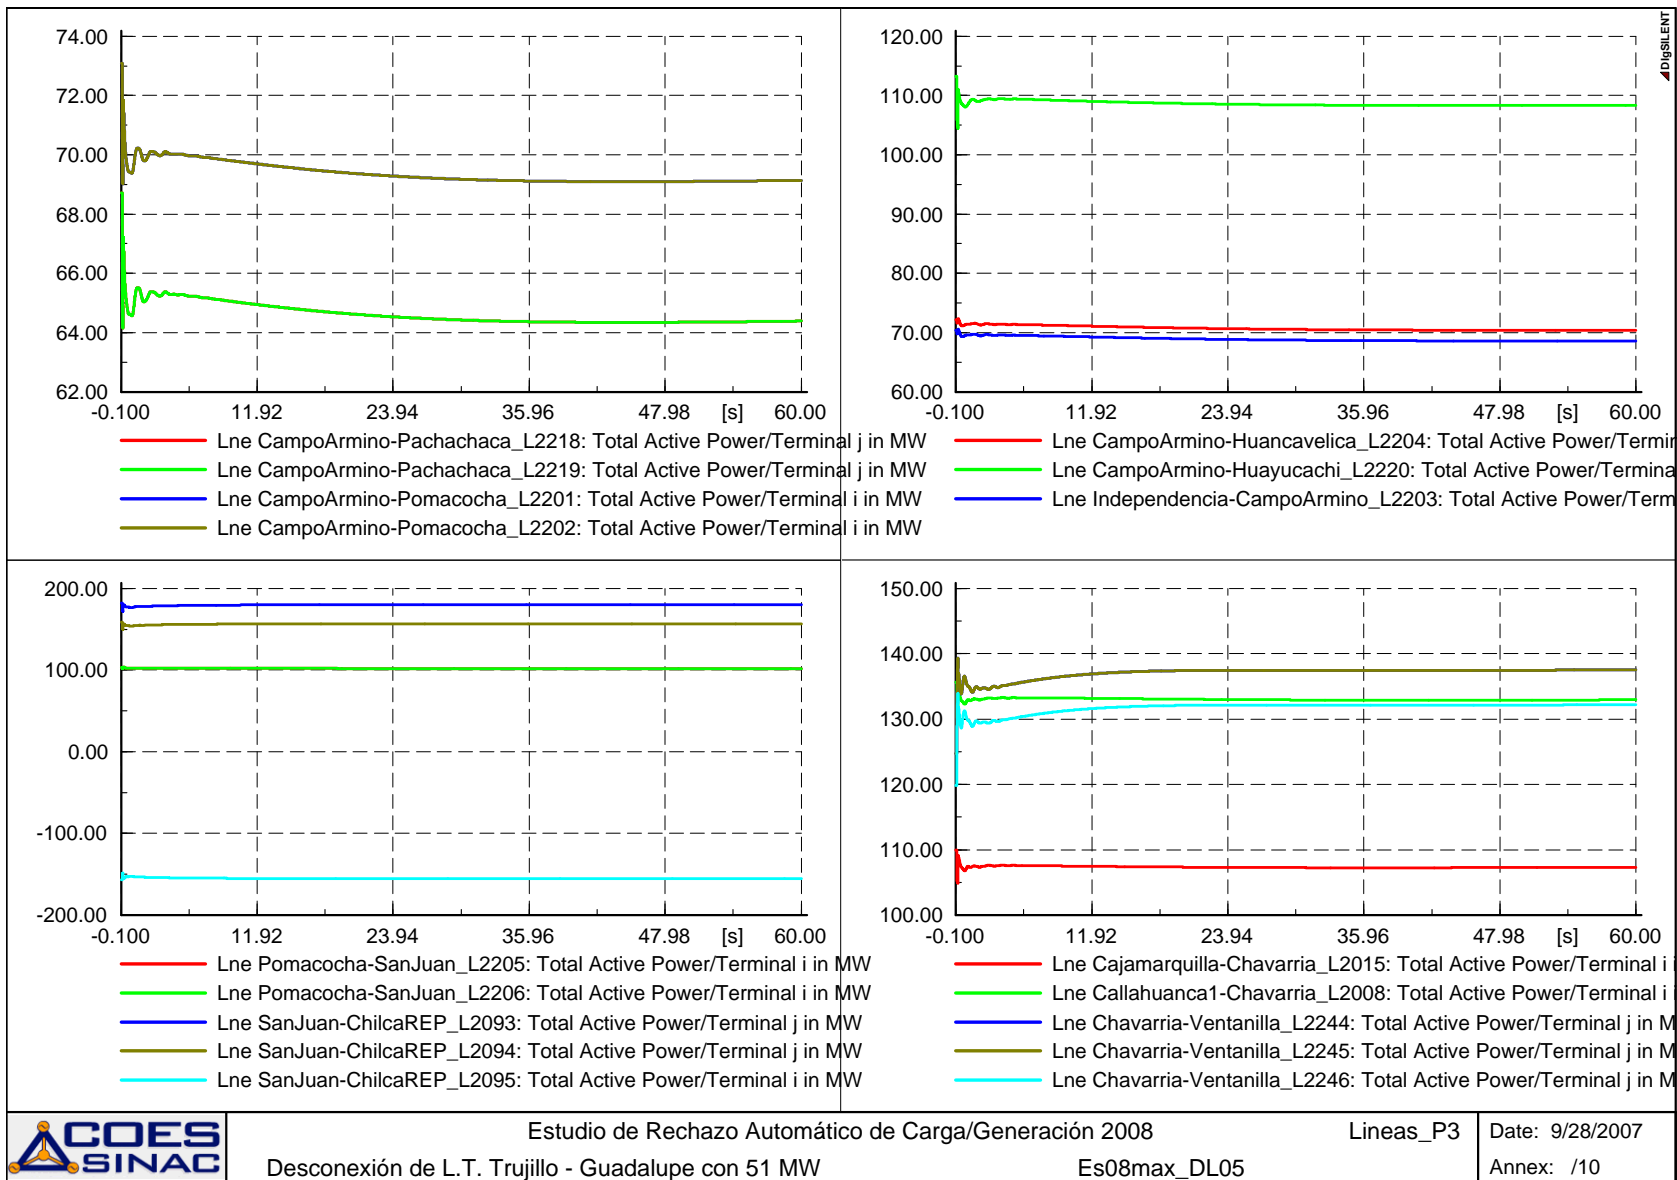 DIgSILENT
74.00
72.00
70.00
68.00
66.00
64.00
62.00
-0.100 11.92 23.94 35.96 47.98 [s] 60.00
Lne CampoArmino-Pachachaca_L2218: Total Active Power/Terminal j in MW
Lne CampoArmino-Pachachaca_L2219: Total Active Power/Terminal j in MW
Lne CampoArmino-Pomacocha_L2201: Total Active Power/Terminal i in MW
Lne CampoArmino-Pomacocha_L2202: Total Active Power/Terminal i in MW
120.00
110.00
100.00
90.00
80.00
70.00
60.00
-0.100 11.92 23.94 35.96 47.98 [s] 60.00
Lne CampoArmino-Huancavelica_L2204: Total Active Power/Termin
Lne CampoArmino-Huayucachi_L2220: Total Active Power/Termina
Lne Independencia-CampoArmino_L2203: Total Active Power/Term
200.00
100.00
0.00
-100.00
-200.00
-0.100 11.92 23.94 35.96 47.98 [s] 60.00
Lne Pomacocha-SanJuan_L2205: Total Active Power/Terminal i in MW
Lne Pomacocha-SanJuan_L2206: Total Active Power/Terminal i in MW
Lne SanJuan-ChilcaREP_L2093: Total Active Power/Terminal j in MW
Lne SanJuan-ChilcaREP_L2094: Total Active Power/Terminal j in MW
Lne SanJuan-ChilcaREP_L2095: Total Active Power/Terminal i in MW
150.00
140.00
130.00
120.00
110.00
100.00
-0.100 11.92 23.94 35.96 47.98 [s] 60.00
Lne Cajamarquilla-Chavarria_L2015: Total Active Power/Terminal i i
Lne Callahuanca1-Chavarria_L2008: Total Active Power/Terminal i i
Lne Chavarria-Ventanilla_L2244: Total Active Power/Terminal j in M
Lne Chavarria-Ventanilla_L2245: Total Active Power/Terminal j in M
Lne Chavarria-Ventanilla_L2246: Total Active Power/Terminal j in M
COES
SINAC
Estudio de Rechazo Automático de Carga/Generación 2008 Lineas_P3
Desconexión de L.T. Trujillo - Guadalupe con 51 MW Es08max_DL05
Date: 9/28/2007
Annex: /10